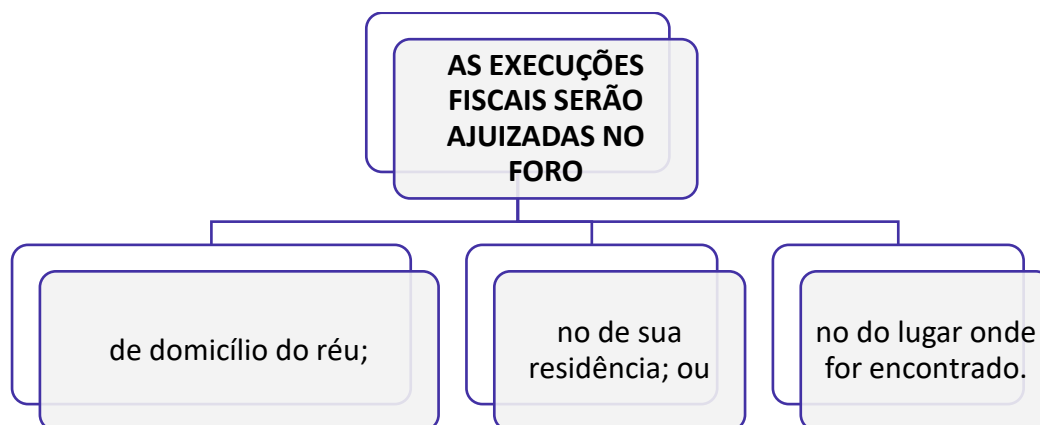 AS EXECUÇÕES
FISCAIS SERÃO
AJUIZADAS NO
FORO
de domicílio do réu;
no de sua
residência; ou
no do lugar onde
for encontrado.